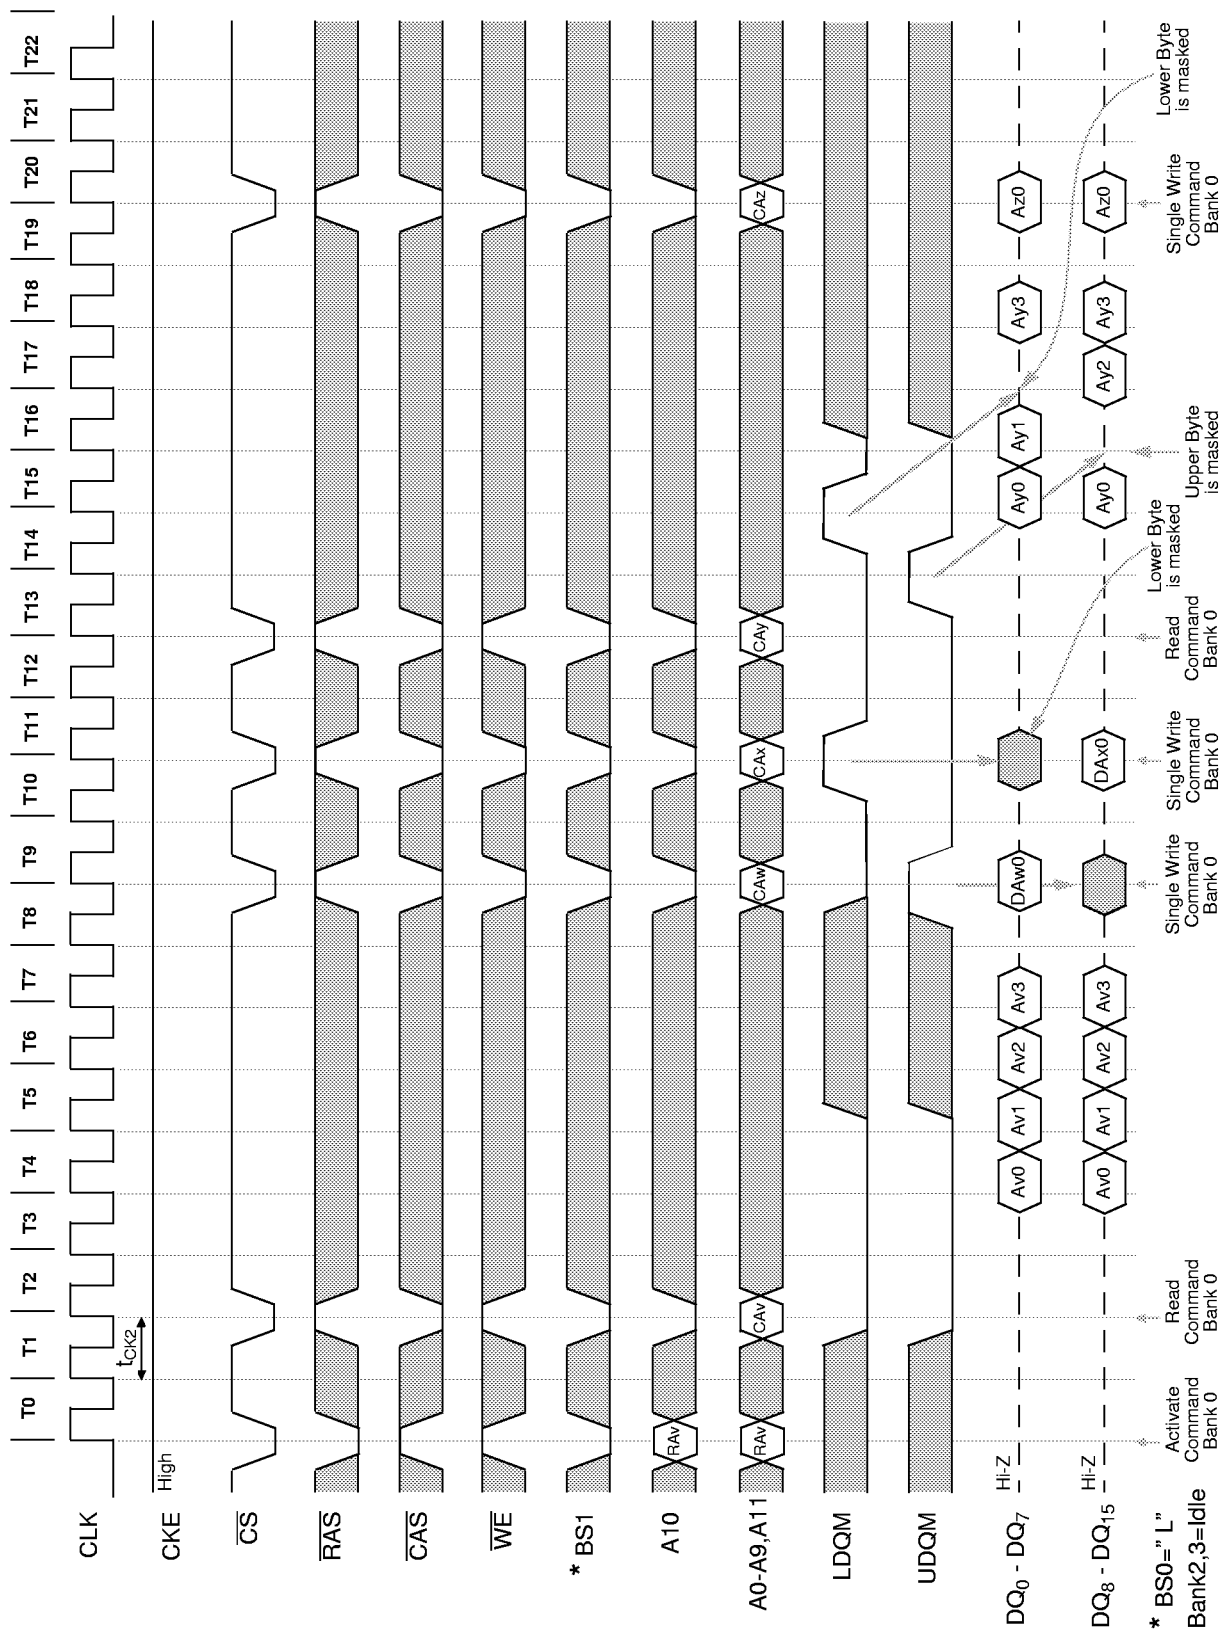 T0 T1 T2 T3 T4 T5 T6 T7 T8 T9 T10 T11 T12 T13 T14 T15 T16 T17 T18 T19 T20 T21 T22
CLK
tCK2
CKE
High
CS
RAS
CAS
WE
* BS1
A10
RAv
A0-A9,A11
RAv CAv CAw CAx CAy CAz
LDQM
UDQM
DQ0 - DQ7
Hi-Z
Av0 Av1 Av2 Av3 DAw0 Ay0 Ay1 Ay3 Az0
DQ8 - DQ15
Hi-Z
Av0 Av1 Av2 Av3 DAx0 Ay0 Ay2 Ay3 Az0
* BS0=" L"
Bank2,3=Idle
Activate
Command
Bank 0
Read
Command
Bank 0
Single Write
Command
Bank 0
Single Write
Command
Bank 0
Read
Command
Bank 0
Lower Byte
is masked
Upper Byte
is masked
Single Write
Command
Bank 0
Lower Byte
is masked